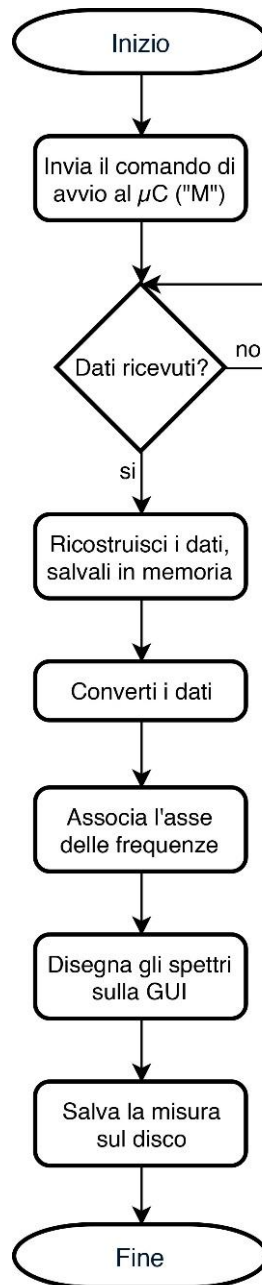 Inizio
Invia il comando di
avvio al µC ("M")
Dati ricevuti?
no
si
Ricostruisci i dati,
salvali in memoria
Converti i dati
Associa l'asse
delle frequenze
Disegna gli spettri
sulla GUI
Salva la misura
sul disco
Fine